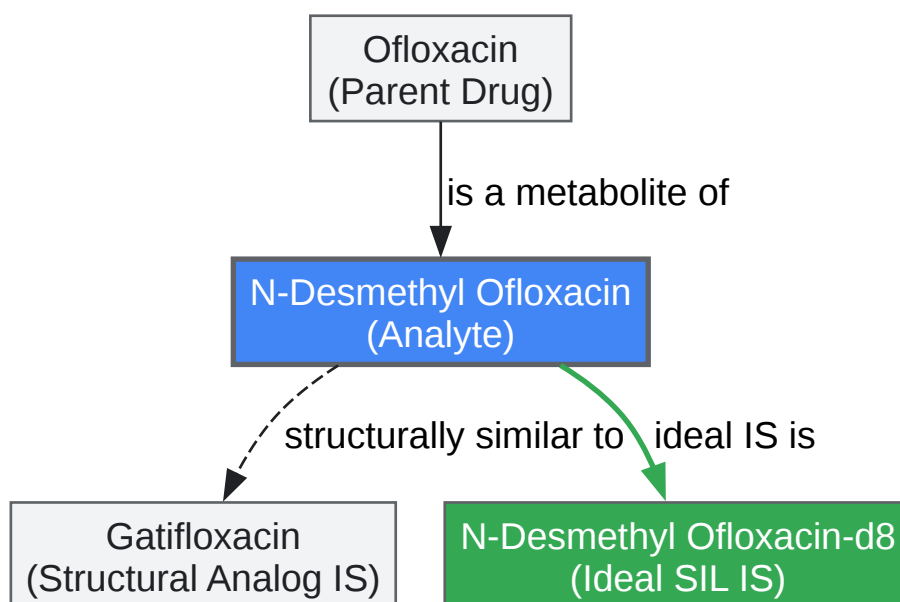 Ofloxacin
(Parent Drug)
is a metabolite of
N-Desmethyl Ofloxacin
(Analyte)
structurally similar to
ideal IS is
Gatifloxacin
(Structural Analog IS)
N-Desmethyl Ofloxacin-d8
(Ideal SIL IS)